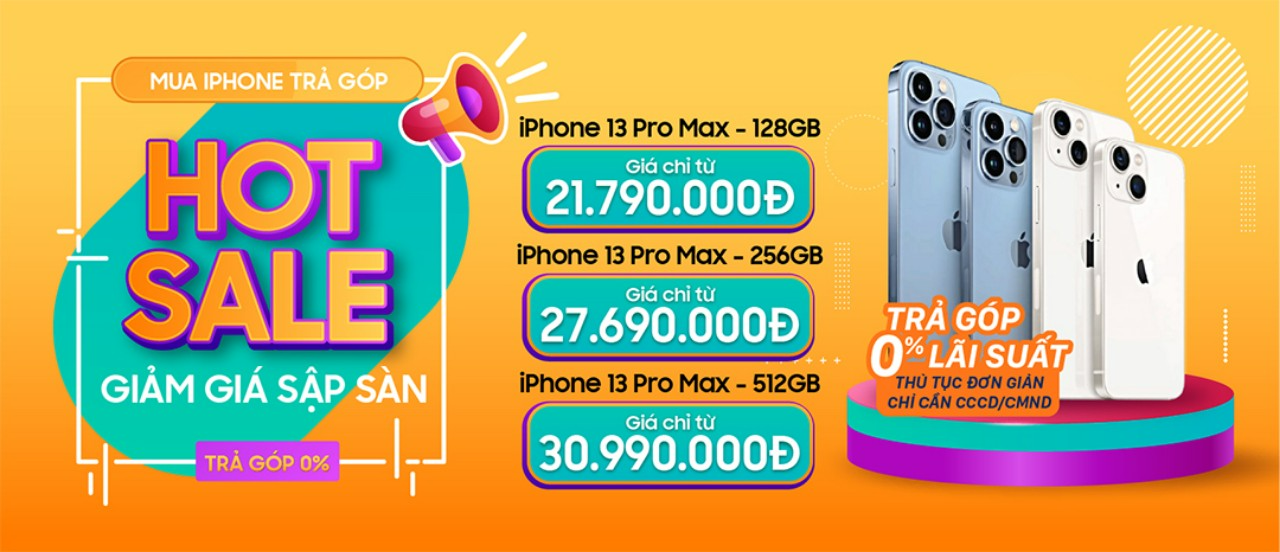 MUA IPHONE TRẢ GÓP
HOT
SALE
GIẢM GIÁ SẬP SÀN
TRẢ GÓP 0%
iPhone 13 Pro Max - 128GB
Giá chỉ từ
21.790.000Đ
iPhone 13 Pro Max - 256GB
Giá chỉ từ
27.690.000Đ
iPhone 13 Pro Max - 512GB
Giá chỉ từ
30.990.000Đ
TRẢ GÓP
0% LÃI SUẤT
THỦ TỤC ĐƠN GIẢN
CHỈ CẦN CCCD/CMND